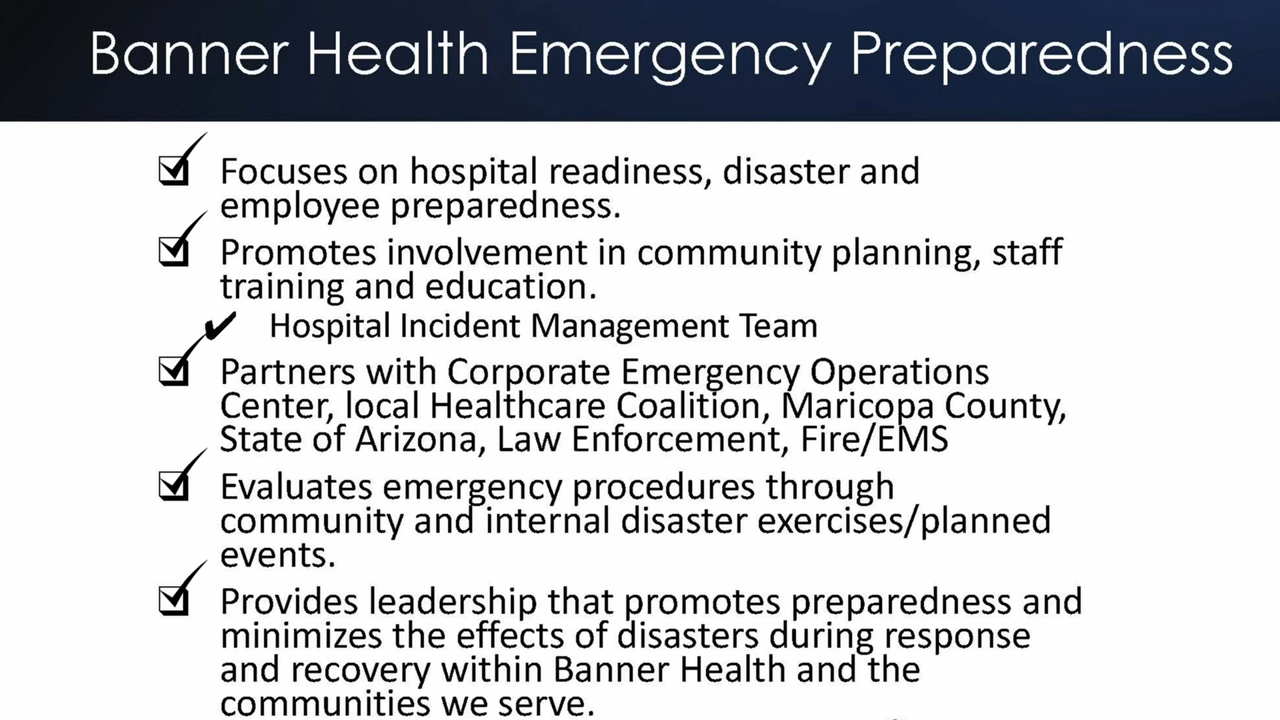 Banner Health Emergency Preparedness
Focuses on hospital readiness, disaster and
employee preparedness.
Promotes involvement in community planning, staff
training and education.
Hospital Incident Management Team
Partners with Corporate Emergency Operations
Center, local Healthcare Coalition, Maricopa County,
State of Arizona, Law Enforcement, Fire/EMS
Evaluates emergency procedures through
community and internal disaster exercises/planned
events.
Provides leadership that promotes preparedness and
minimizes the effects of disasters during response
and recovery within Banner Health and the
communities we serve.